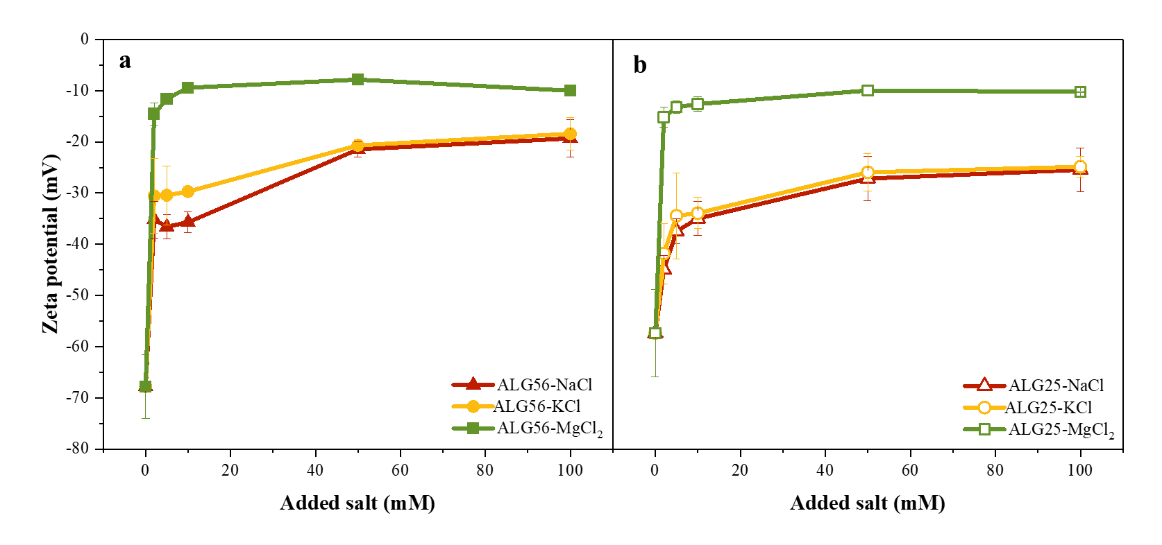 a
b
0
-10
-20
-30
-40
-50
-60
-70
-80
Zeta potential (mV)
ALG56-NaCl
ALG56-KCl
ALG56-MgCl₂
ALG25-NaCl
ALG25-KCl
ALG25-MgCl₂
0 20 40 60 80 100
0 20 40 60 80 100
Added salt (mM)
Added salt (mM)